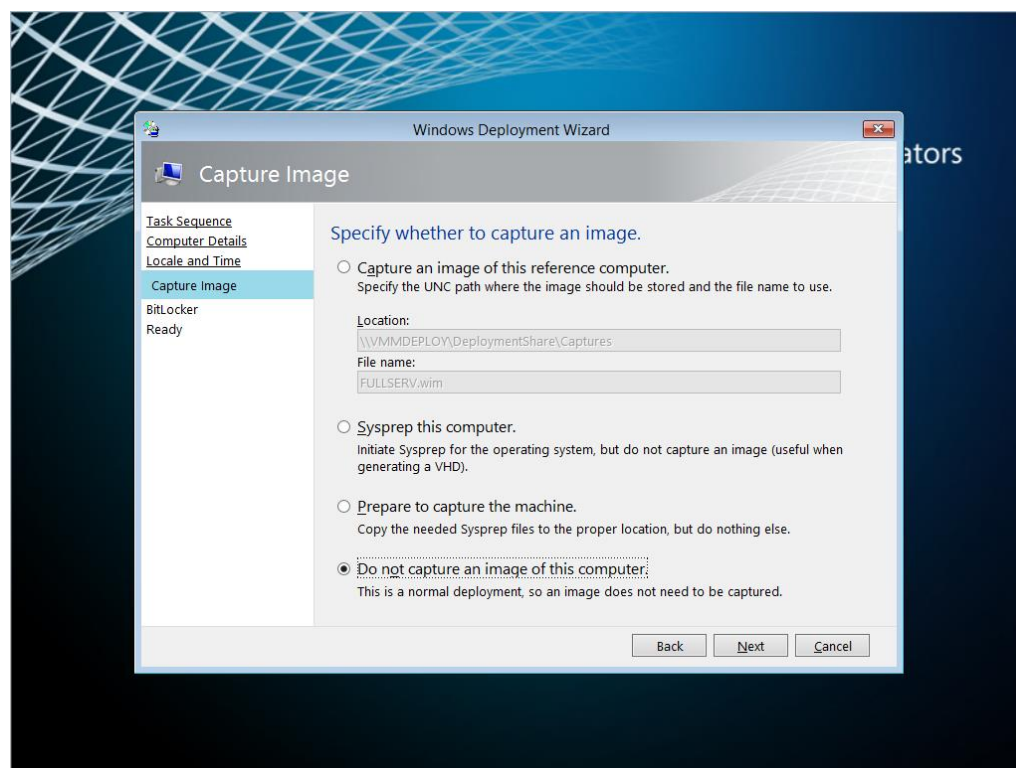 Windows Deployment Wizard
ators
Capture Image
Task Sequence
Computer Details
Locale and Time
Capture Image
BitLocker
Ready
Specify whether to capture an image.
Capture an image of this reference computer.
Specify the UNC path where the image should be stored and the file name to use.
Location:
\\VMMDEPLOY\DeploymentShare\Captures
File name:
FULLSERV.wim
Sysprep this computer.
Initiate Sysprep for the operating system, but do not capture an image (useful when
generating a VHD).
Prepare to capture the machine.
Copy the needed Sysprep files to the proper location, but do nothing else.
Do not capture an image of this computer.
This is a normal deployment, so an image does not need to be captured.
Back Next Cancel